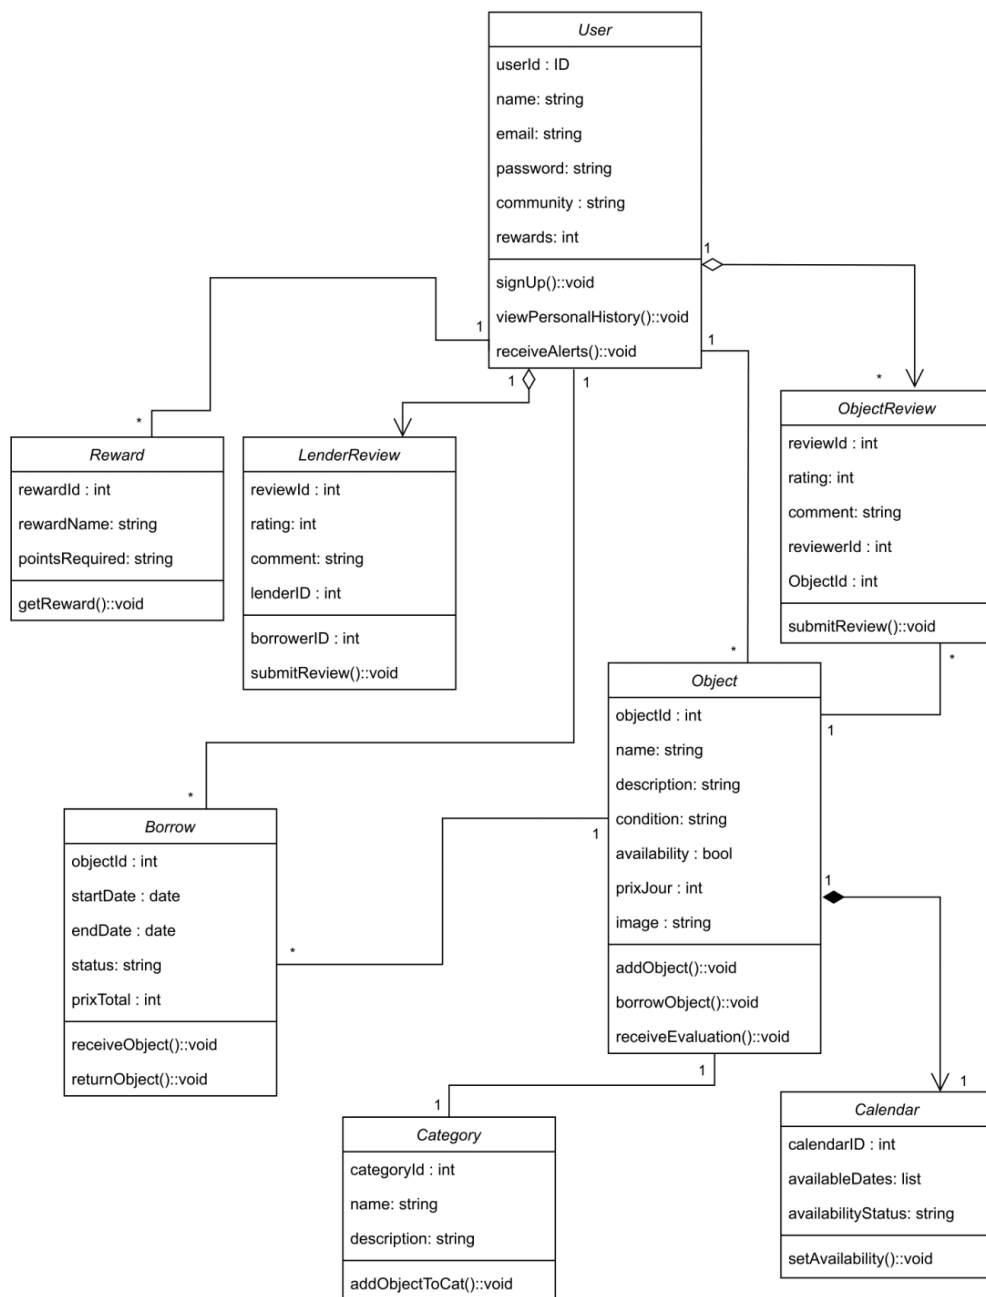 User
userId : ID
name: string
email: string
password: string
community : string
rewards: int
signUp()::void
viewPersonalHistory()::void
receiveAlerts()::void
1
1
1
1
1
*
*
Reward
rewardId : int
rewardName: string
pointsRequired: string
getReward()::void
LenderReview
reviewId : int
rating: int
comment: string
lenderID : int
borrowerID : int
submitReview()::void
ObjectReview
reviewId : int
rating: int
comment: string
reviewerId : int
ObjectId : int
submitReview()::void
*
*
1
Object
objectId : int
name: string
description: string
condition: string
availability : bool
prixJour : int
image : string
addObject()::void
borrowObject()::void
receiveEvaluation()::void
1
1
1
*
*
Borrow
objectId : int
startDate : date
endDate : date
status: string
prixTotal : int
receiveObject()::void
returnObject()::void
1
Category
categoryId : int
name: string
description: string
addObjectToCat()::void
1
Calendar
calendarID : int
availableDates: list
availabilityStatus: string
setAvailability()::void